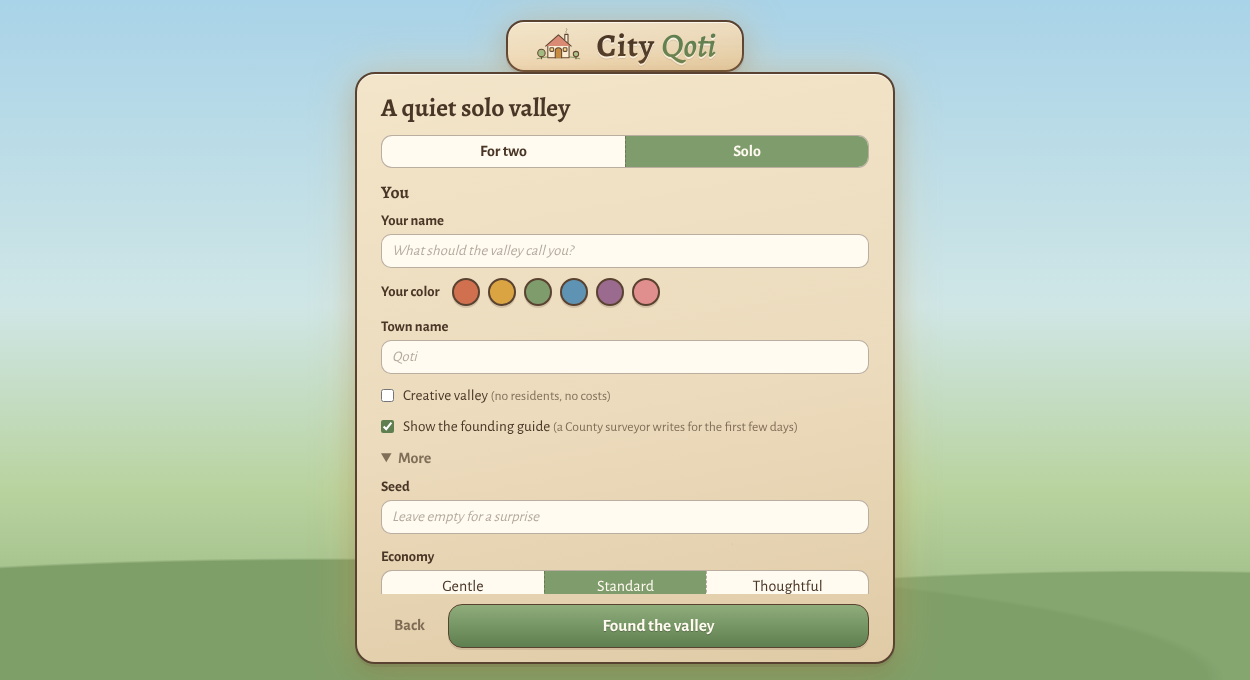 City Qoti
A quiet solo valley
For two
Solo
You
Your name
What should the valley call you?
Your color
Town name
Qoti
Creative valley (no residents, no costs)
Show the founding guide (a County surveyor writes for the first few days)
More
Seed
Leave empty for a surprise
Economy
Gentle
Standard
Thoughtful
Back
Found the valley